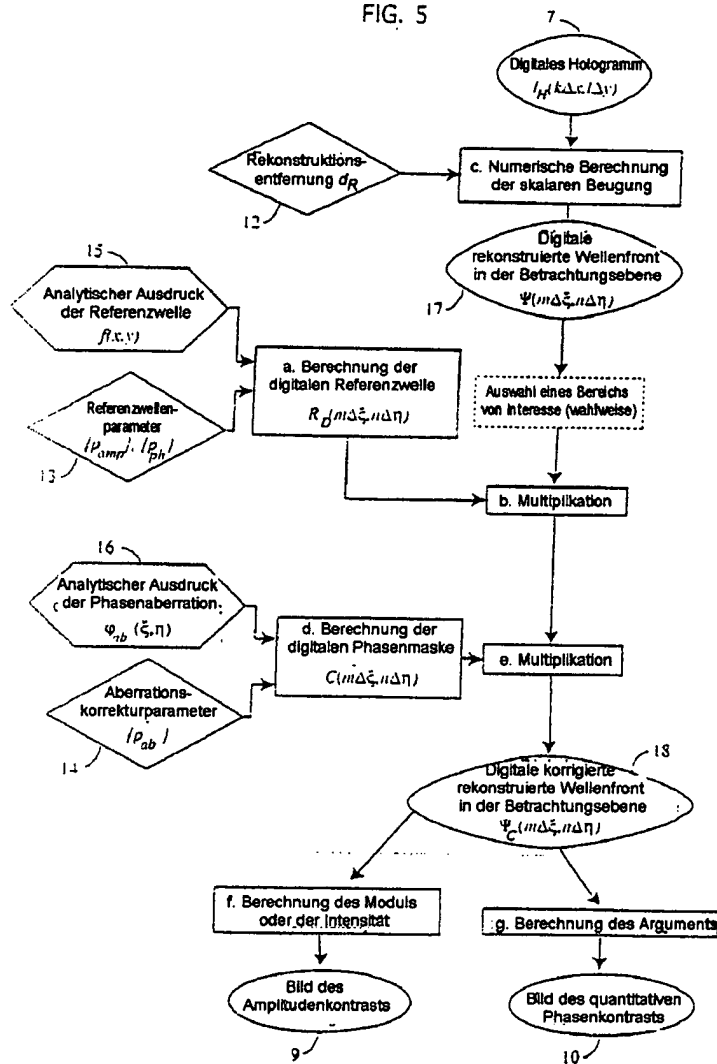 FIG. 5
7
Digitales Hologramm
I_H(kΔx, lΔy)
Rekonstruktions-
entfernung d_R
12
c. Numerische Berechnung
der skalaren Beugung
Digitale
rekonstruierte Wellenfront
in der Betrachtungsebene
Ψ(mΔξ, nΔη)
17
15
Analytischer Ausdruck
der Referenzwelle
f(x,y)
a. Berechnung der
digitalen Referenzwelle
R_D(mΔξ, nΔη)
Auswahl eines Bereichs
von Interesse (wahlweise)
Referenzwellen-
parameter
{p_amp}, {p_ph}
13
b. Multiplikation
16
Analytischer Ausdruck
der Phasenaberration
φ_ab (ξ,η)
d. Berechnung der
digitalen Phasenmaske
C(mΔξ, nΔη)
e. Multiplikation
Aberrations-
korrekturparameter
{p_ab}
14
18
Digitale korrigierte
rekonstruierte Wellenfront
in der Betrachtungsebene
Ψ_C(mΔξ, nΔη)
f. Berechnung des Moduls
oder der Intensität
g. Berechnung des Arguments
Bild des
Amplitudenkontrasts
9
Bild des quantitativen
Phasenkontrasts
10